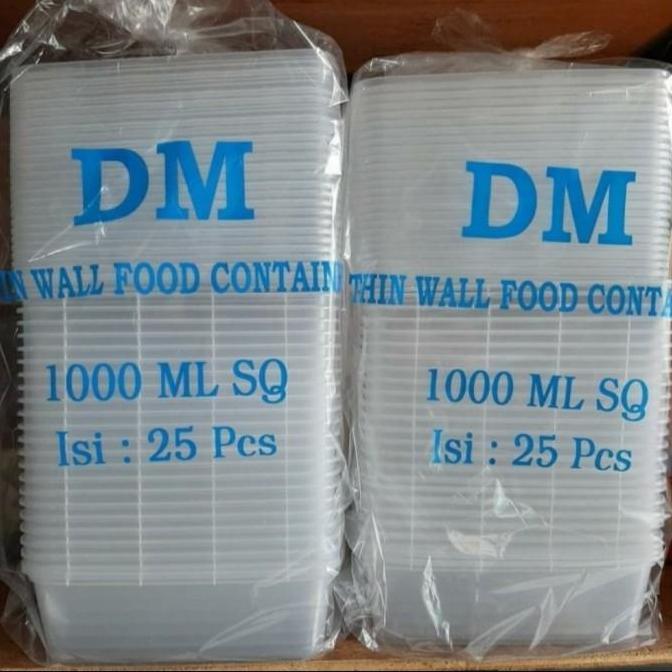 DM
IN WALL FOOD CONTAIN
1000 ML SQ
Isi : 25 Pcs
DM
THIN WALL FOOD CONTA
1000 ML SQ
Isi : 25 Pcs